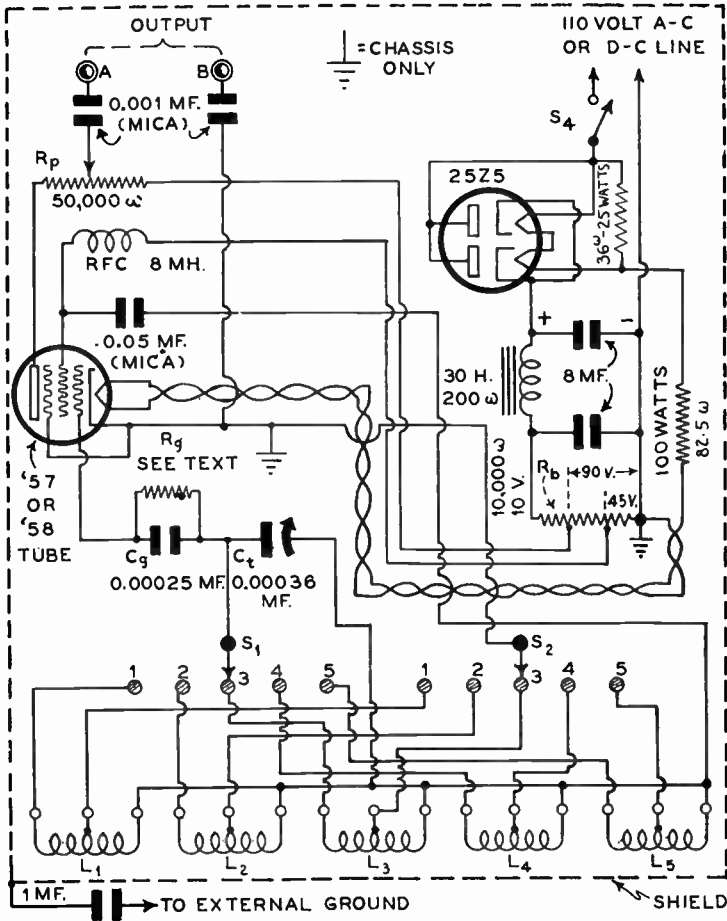 OUTPUT
A
B
0.001 MF.
(MICA)
= CHASSIS
ONLY
110 VOLT A-C
OR D-C LINE
S4
Rp
50,000 ω
25Z5
36 ω-25 WATTS
RFC 8 MH.
0.05 MF.
(MICA)
+
-
30 H.
200 ω
8 MF.
100 WATTS
82.5 ω
Rg
SEE TEXT
10,000 ω
10 V.
Rb
90 V.
45 V.
'57
OR
'58
TUBE
Cg
0.00025 MF.
Ct
0.00036
MF.
S1
S2
1 2 3 4 5 1 2 3 4 5
L1 L2 L3 L4 L5
1 MF.
TO EXTERNAL GROUND
SHIELD